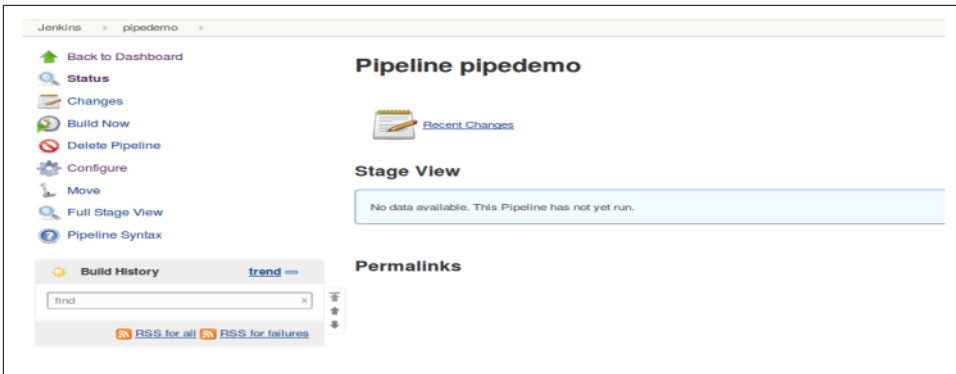 Jenkins pipedemo
Back to Dashboard
Status
Changes
Build Now
Delete Pipeline
Configure
Move
Full Stage View
Pipeline Syntax
Build History trend
find
RSS for all RSS for failures
Pipeline pipedemo
Recent Changes
Stage View
No data available. This Pipeline has not yet run.
Permalinks